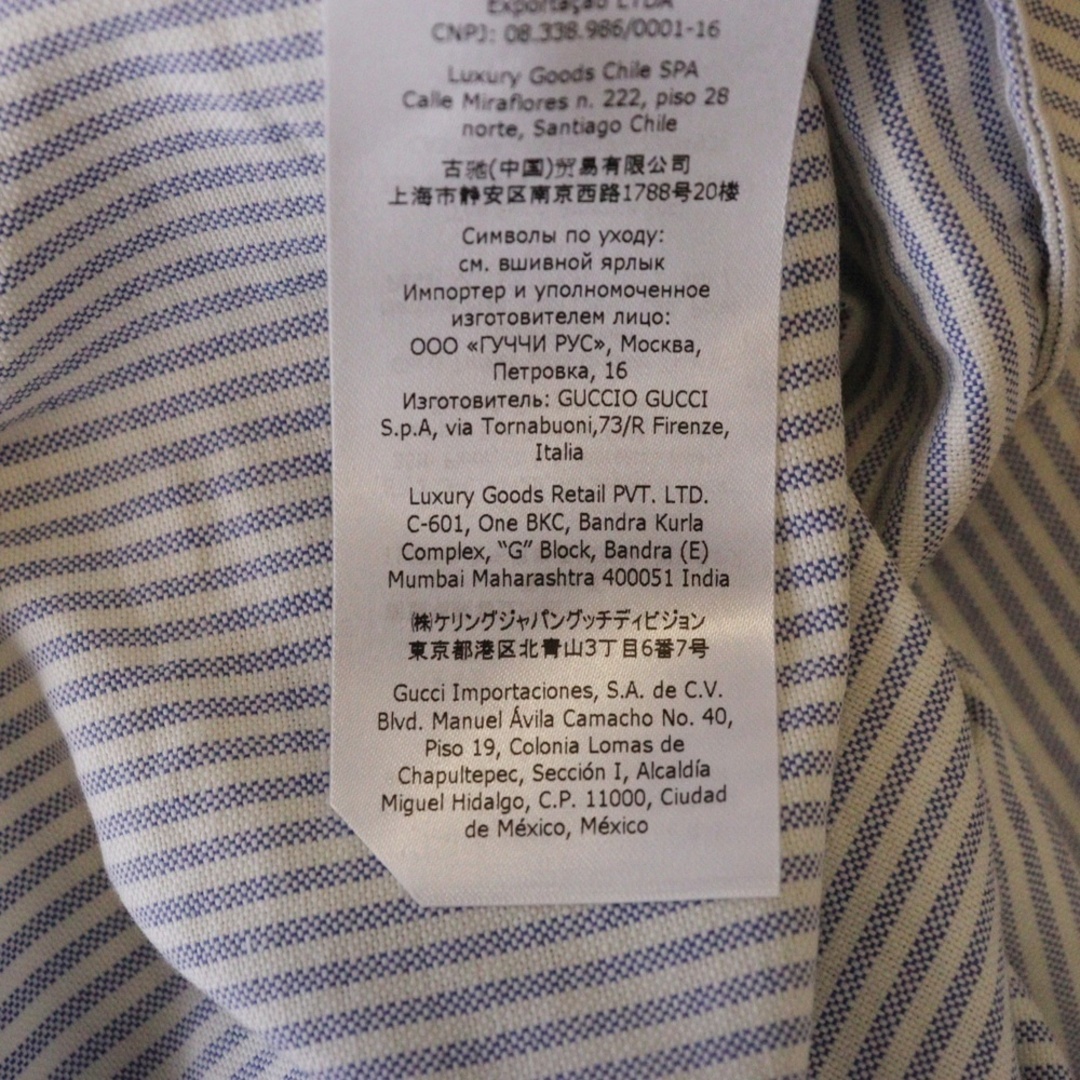 Exportação LTDA
CNPJ: 08.338.986/0001-16
Luxury Goods Chile SPA
Calle Miraflores n. 222, piso 28
norte, Santiago Chile
古驰(中国)贸易有限公司
上海市静安区南京西路1788号20楼
Символы по уходу:
см. вшивной ярлык
Импортер и уполномоченное
изготовителем лицо:
ООО «ГУЧЧИ РУС», Москва,
Петровка, 16
Изготовитель: GUCCIO GUCCI
S.p.A, via Tornabuoni,73/R Firenze,
Italia
Luxury Goods Retail PVT. LTD.
C-601, One BKC, Bandra Kurla
Complex, "G" Block, Bandra (E)
Mumbai Maharashtra 400051 India
㈱ケリングジャパングッチディビジョン
東京都港区北青山3丁目6番7号
Gucci Importaciones, S.A. de C.V.
Blvd. Manuel Ávila Camacho No. 40,
Piso 19, Colonia Lomas de
Chapultepec, Sección I, Alcaldía
Miguel Hidalgo, C.P. 11000, Ciudad
de México, México